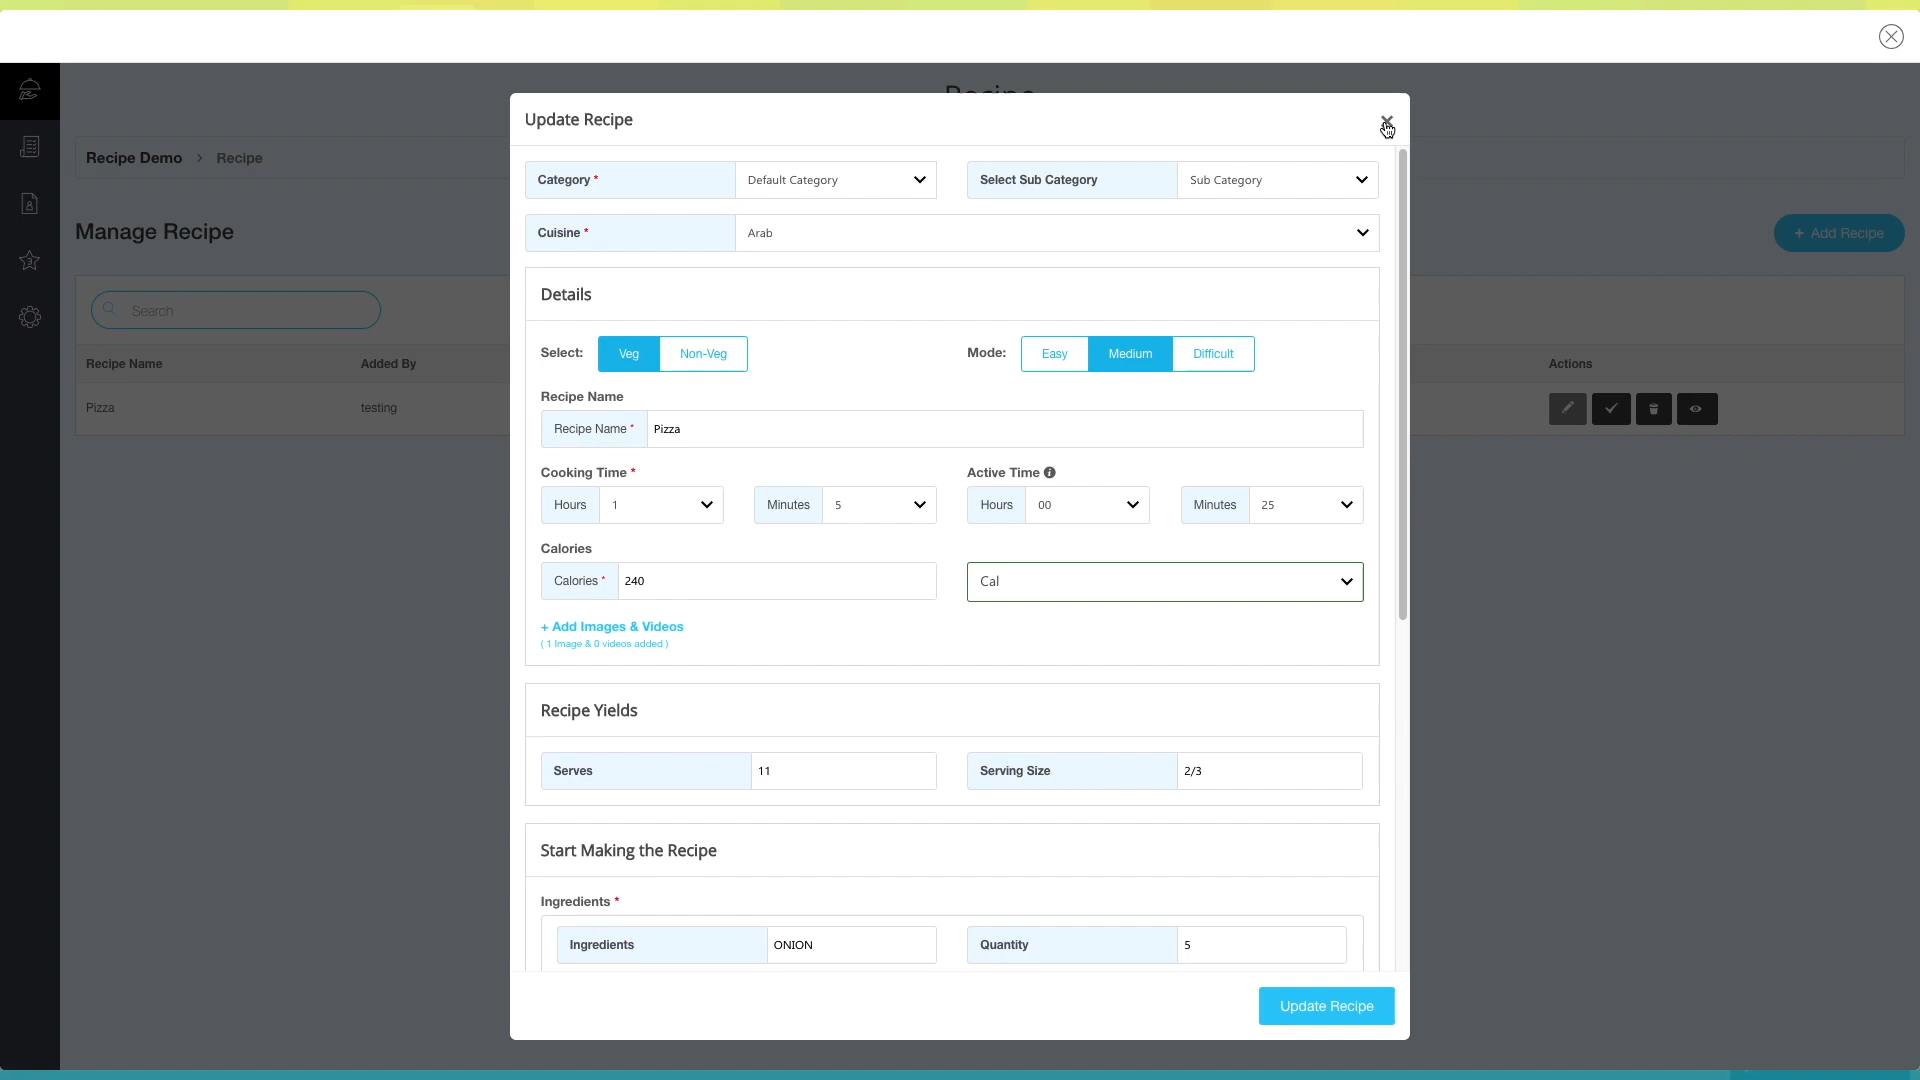 Recipe
Update Recipe
Recipe Demo > Recipe
Category * Default Category
Select Sub Category Sub Category
Cuisine * Arab
Manage Recipe
+ Add Recipe
Search
Details
Select: Veg Non-Veg
Mode: Easy Medium Difficult
Recipe Name Added By Actions
Pizza testing
Recipe Name
Recipe Name * Pizza
Cooking Time *
Hours 1 Minutes 5
Active Time
Hours 00 Minutes 25
Calories
Calories * 240
Cal
+ Add Images & Videos
( 1 Image & 0 videos added )
Recipe Yields
Serves 11
Serving Size 2/3
Start Making the Recipe
Ingredients *
Ingredients ONION
Quantity 5
Update Recipe